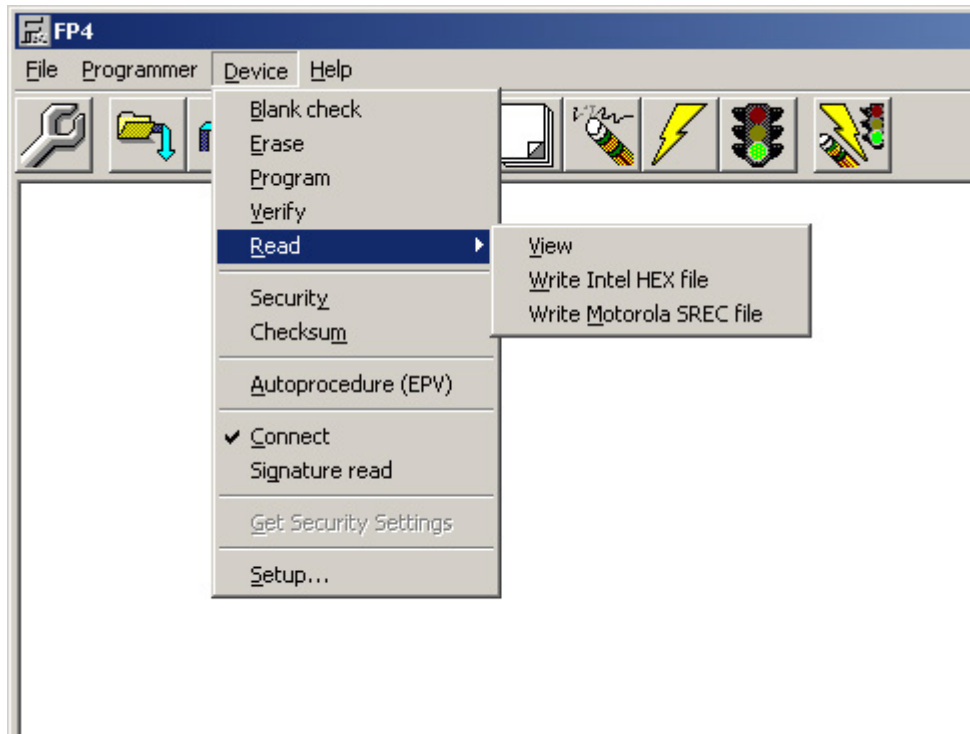 FP4
File Programmer Device Help
Blank check
Erase
Program
Verify
Read
View
Write Intel HEX file
Write Motorola SREC file
Security
Checksum
Autoprocedure (EPV)
Connect
Signature read
Get Security Settings
Setup...